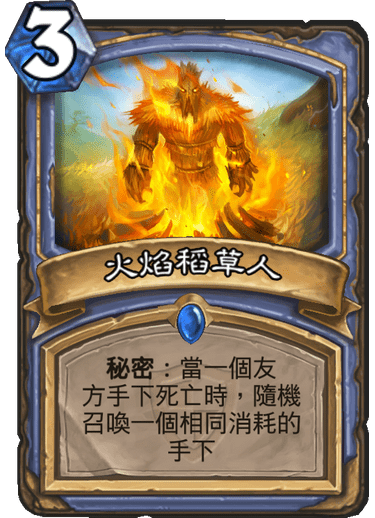 3
火焰稻草人
秘密：當一個友
方手下死亡時，隨機
召喚一個相同消耗的
手下